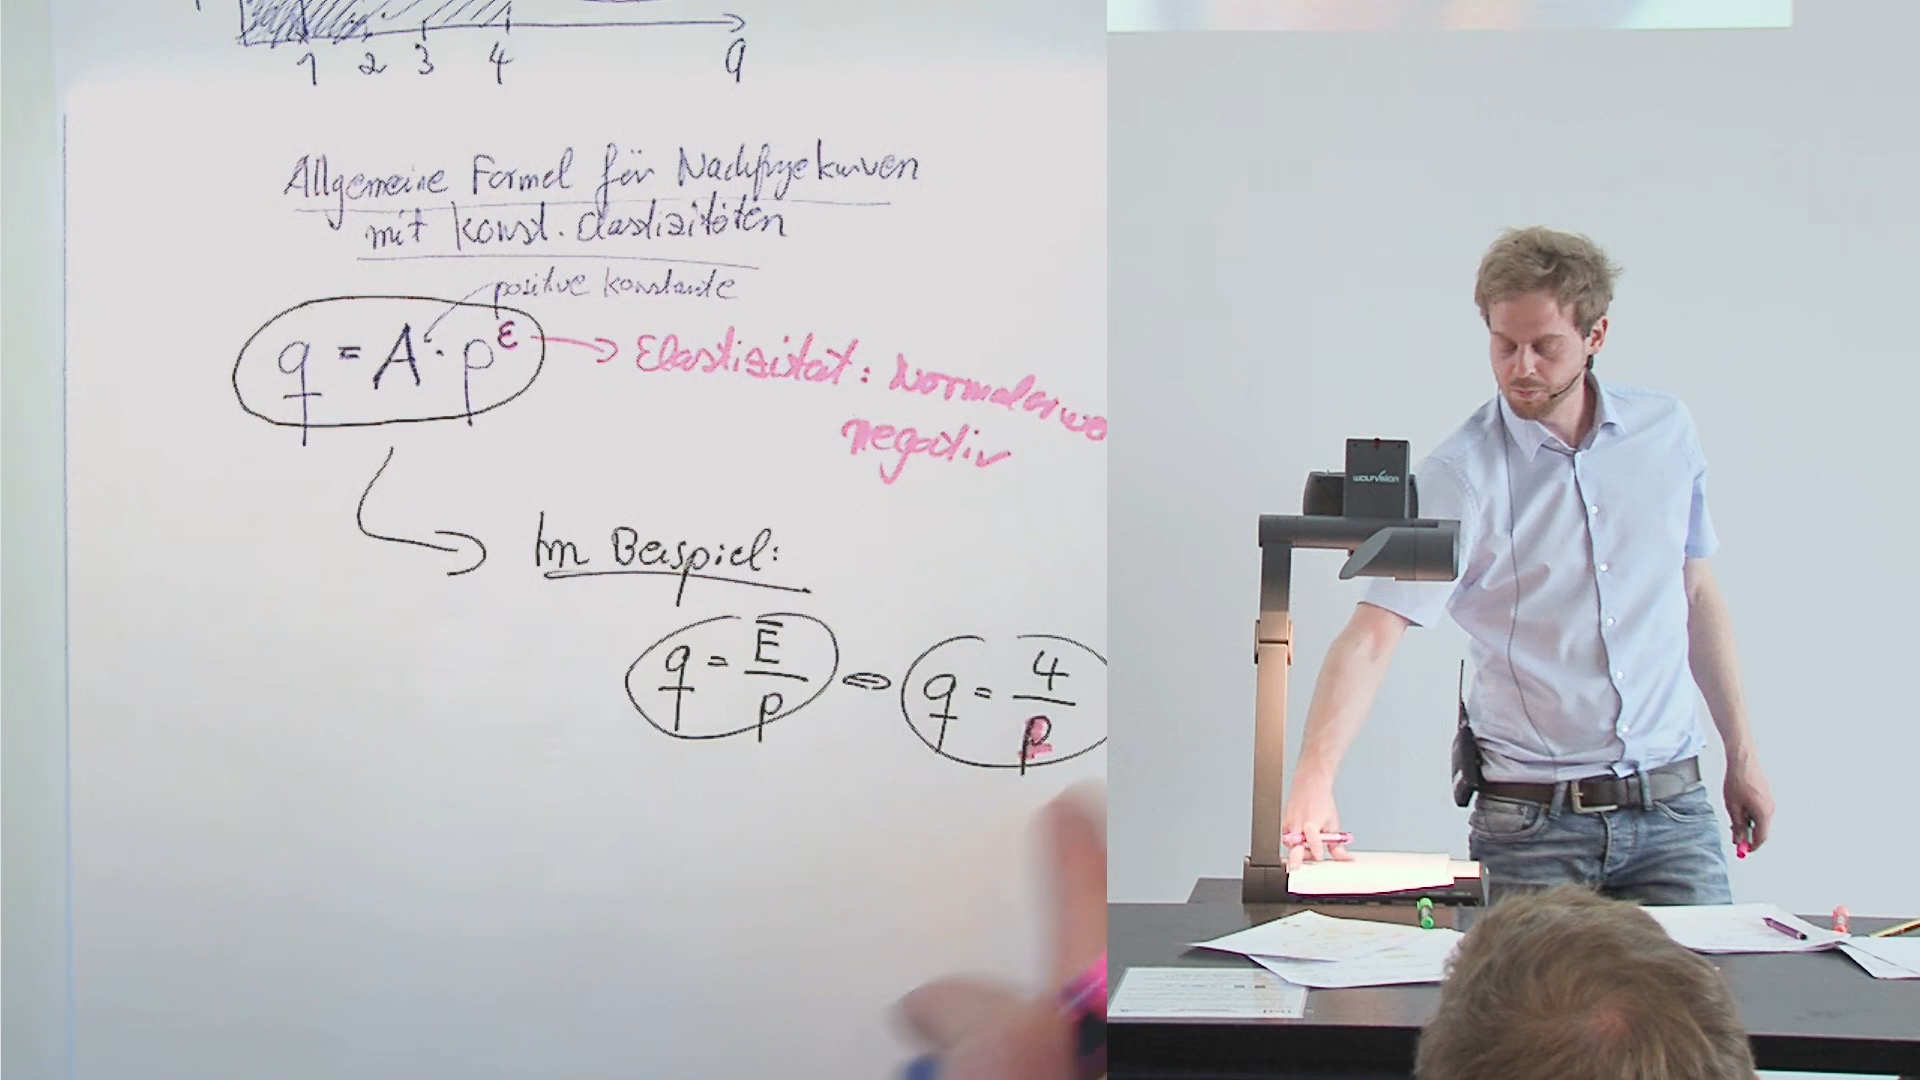 1 2 3 4 q
Allgemeine Formel für Nachfragekurven
mit konst. Elastizitäten
positive Konstante
q = A · p^ε → Elastizität: Normalerwe
negativ
Im Beispiel:
q = Ē/p ⇔ q = 4/p
WOLFVISION